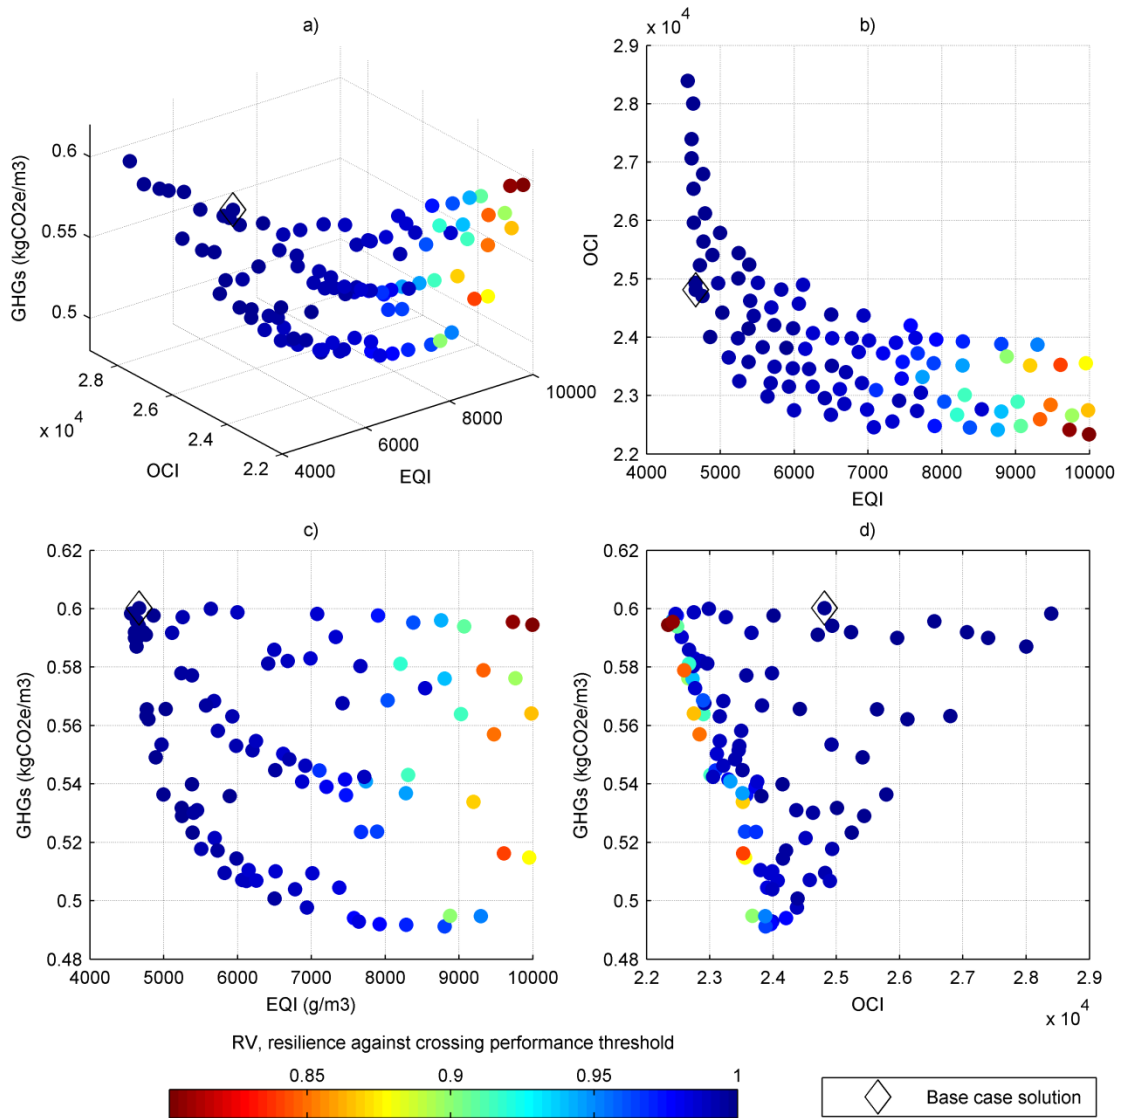 a)
GHGs (kgCO2e/m3)
0.6
0.55
0.5
2.8
2.6
2.4
2.2
x 10^4
OCI
4000
6000
8000
10000
EQI
b)
x 10^4
OCI
2.9
2.8
2.7
2.6
2.5
2.4
2.3
2.2
4000 5000 6000 7000 8000 9000 10000
EQI
c)
GHGs (kgCO2e/m3)
0.62
0.6
0.58
0.56
0.54
0.52
0.5
0.48
4000 5000 6000 7000 8000 9000 10000
EQI (g/m3)
d)
GHGs (kgCO2e/m3)
0.62
0.6
0.58
0.56
0.54
0.52
0.5
0.48
2.2 2.3 2.4 2.5 2.6 2.7 2.8 2.9
OCI
x 10^4
RV, resilience against crossing performance threshold
0.85 0.9 0.95 1
Base case solution